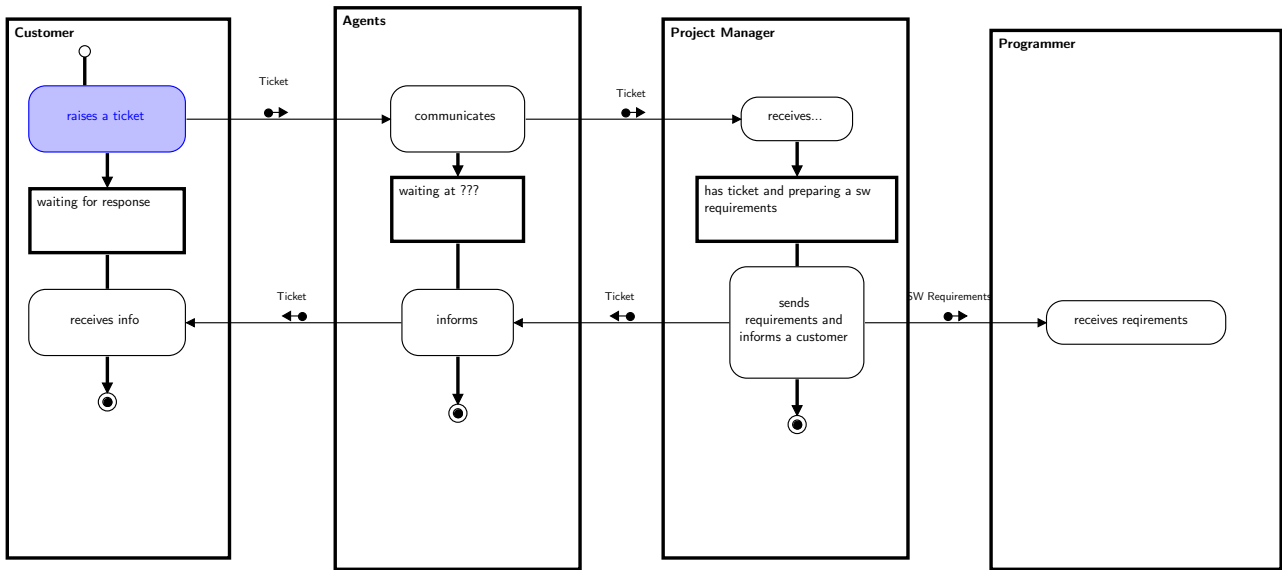 Customer
Agents
Project Manager
Programmer
Ticket
Ticket
raises a ticket
communicates
receives...
waiting for response
waiting at ???
has ticket and preparing a sw
requirements
Ticket
Ticket
SW Requirements
receives info
informs
sends
requirements and
informs a customer
receives reqirements